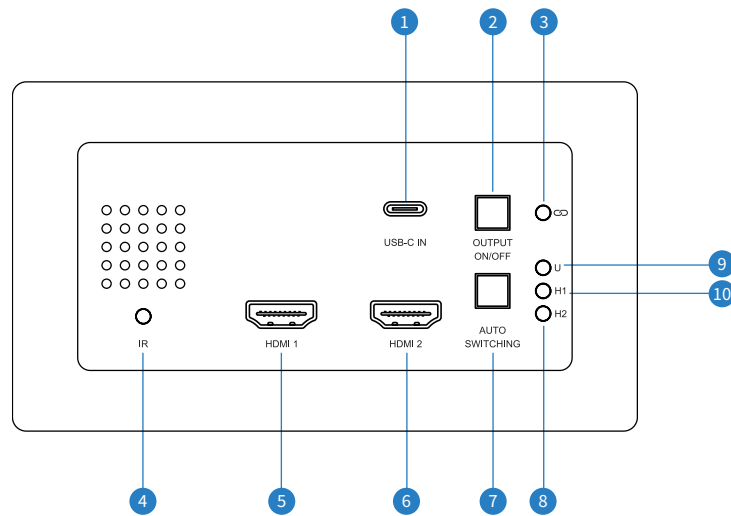 1
2
3
USB-C IN
OUTPUT
ON/OFF
U
9
H1
10
H2
IR
HDMI 1
HDMI 2
AUTO
SWITCHING
4
5
6
7
8